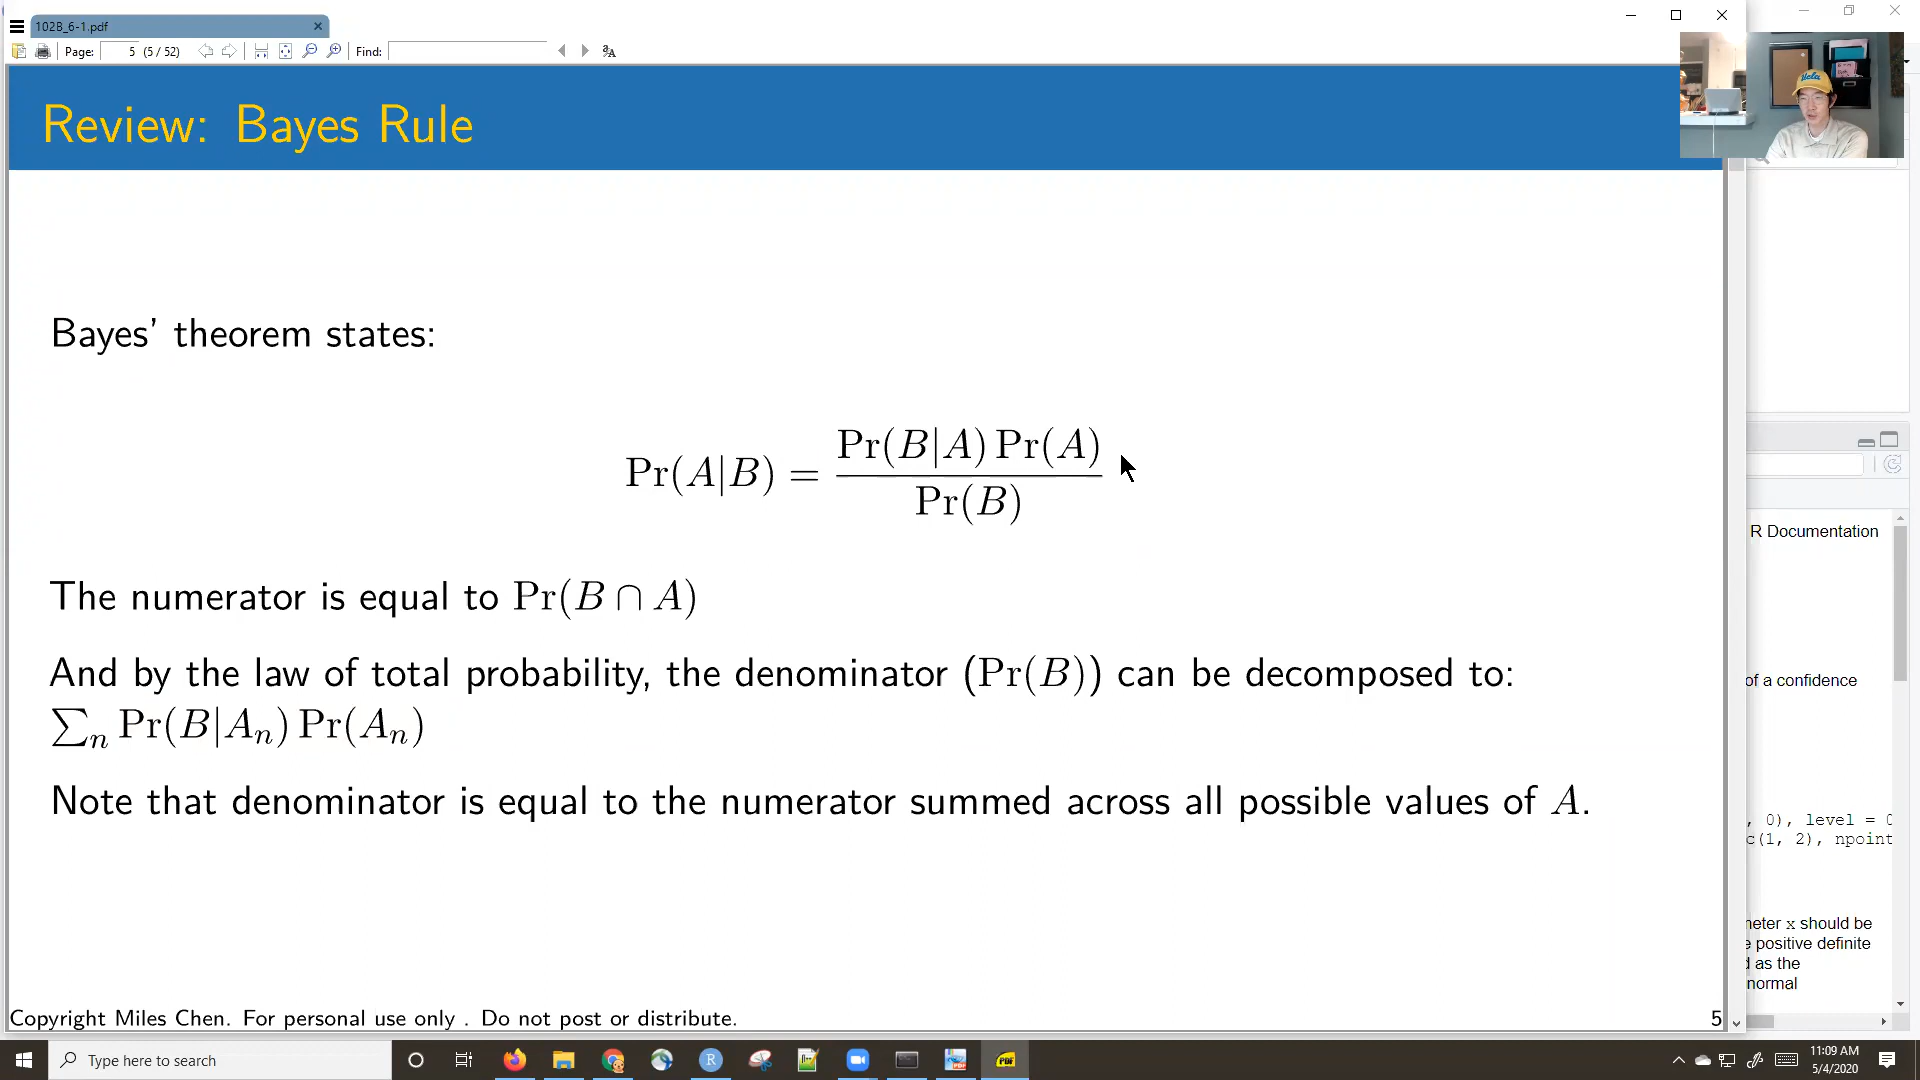 102B_6-1.pdf
Page: 5 (5 / 52) Find:
Review: Bayes Rule
Bayes' theorem states:
Pr(A|B) = Pr(B|A) Pr(A) / Pr(B)
The numerator is equal to Pr(B ∩ A)
And by the law of total probability, the denominator (Pr(B)) can be decomposed to:
∑n Pr(B|An) Pr(An)
Note that denominator is equal to the numerator summed across all possible values of A.
Copyright Miles Chen. For personal use only . Do not post or distribute.
5
R Documentation
of a confidence
, 0), level = 0
c(1, 2), npoint
meter x should be
e positive definite
d as the
normal
Type here to search
11:09 AM
5/4/2020